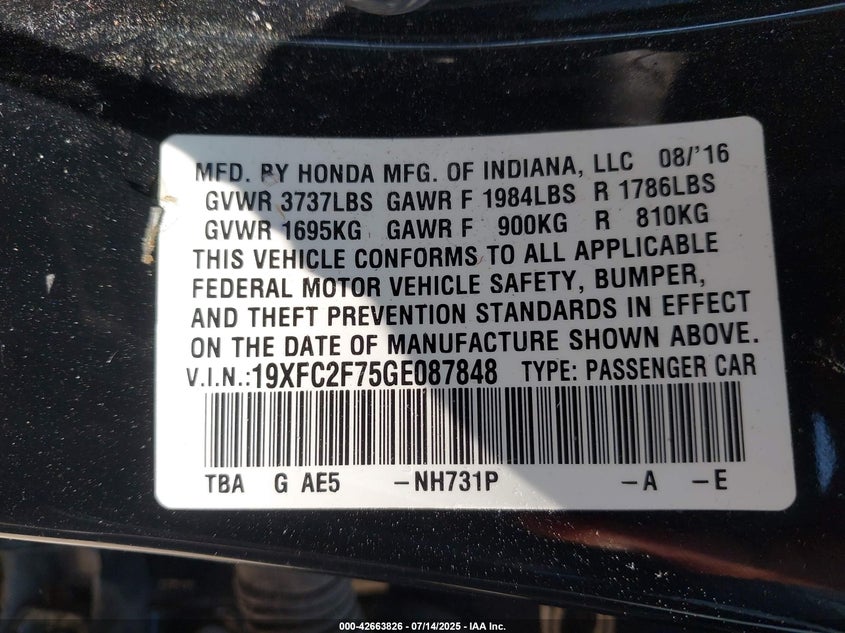 MFD. BY HONDA MFG. OF INDIANA, LLC 08/'16
GVWR 3737LBS GAWR F 1984LBS R 1786LBS
GVWR 1695KG GAWR F 900KG R 810KG
THIS VEHICLE CONFORMS TO ALL APPLICABLE
FEDERAL MOTOR VEHICLE SAFETY, BUMPER,
AND THEFT PREVENTION STANDARDS IN EFFECT
ON THE DATE OF MANUFACTURE SHOWN ABOVE.
V.I.N.:19XFC2F75GE087848 TYPE: PASSENGER CAR
TBA G AE5 -NH731P -A -E
000-42663826 - 07/14/2025 - IAA Inc.